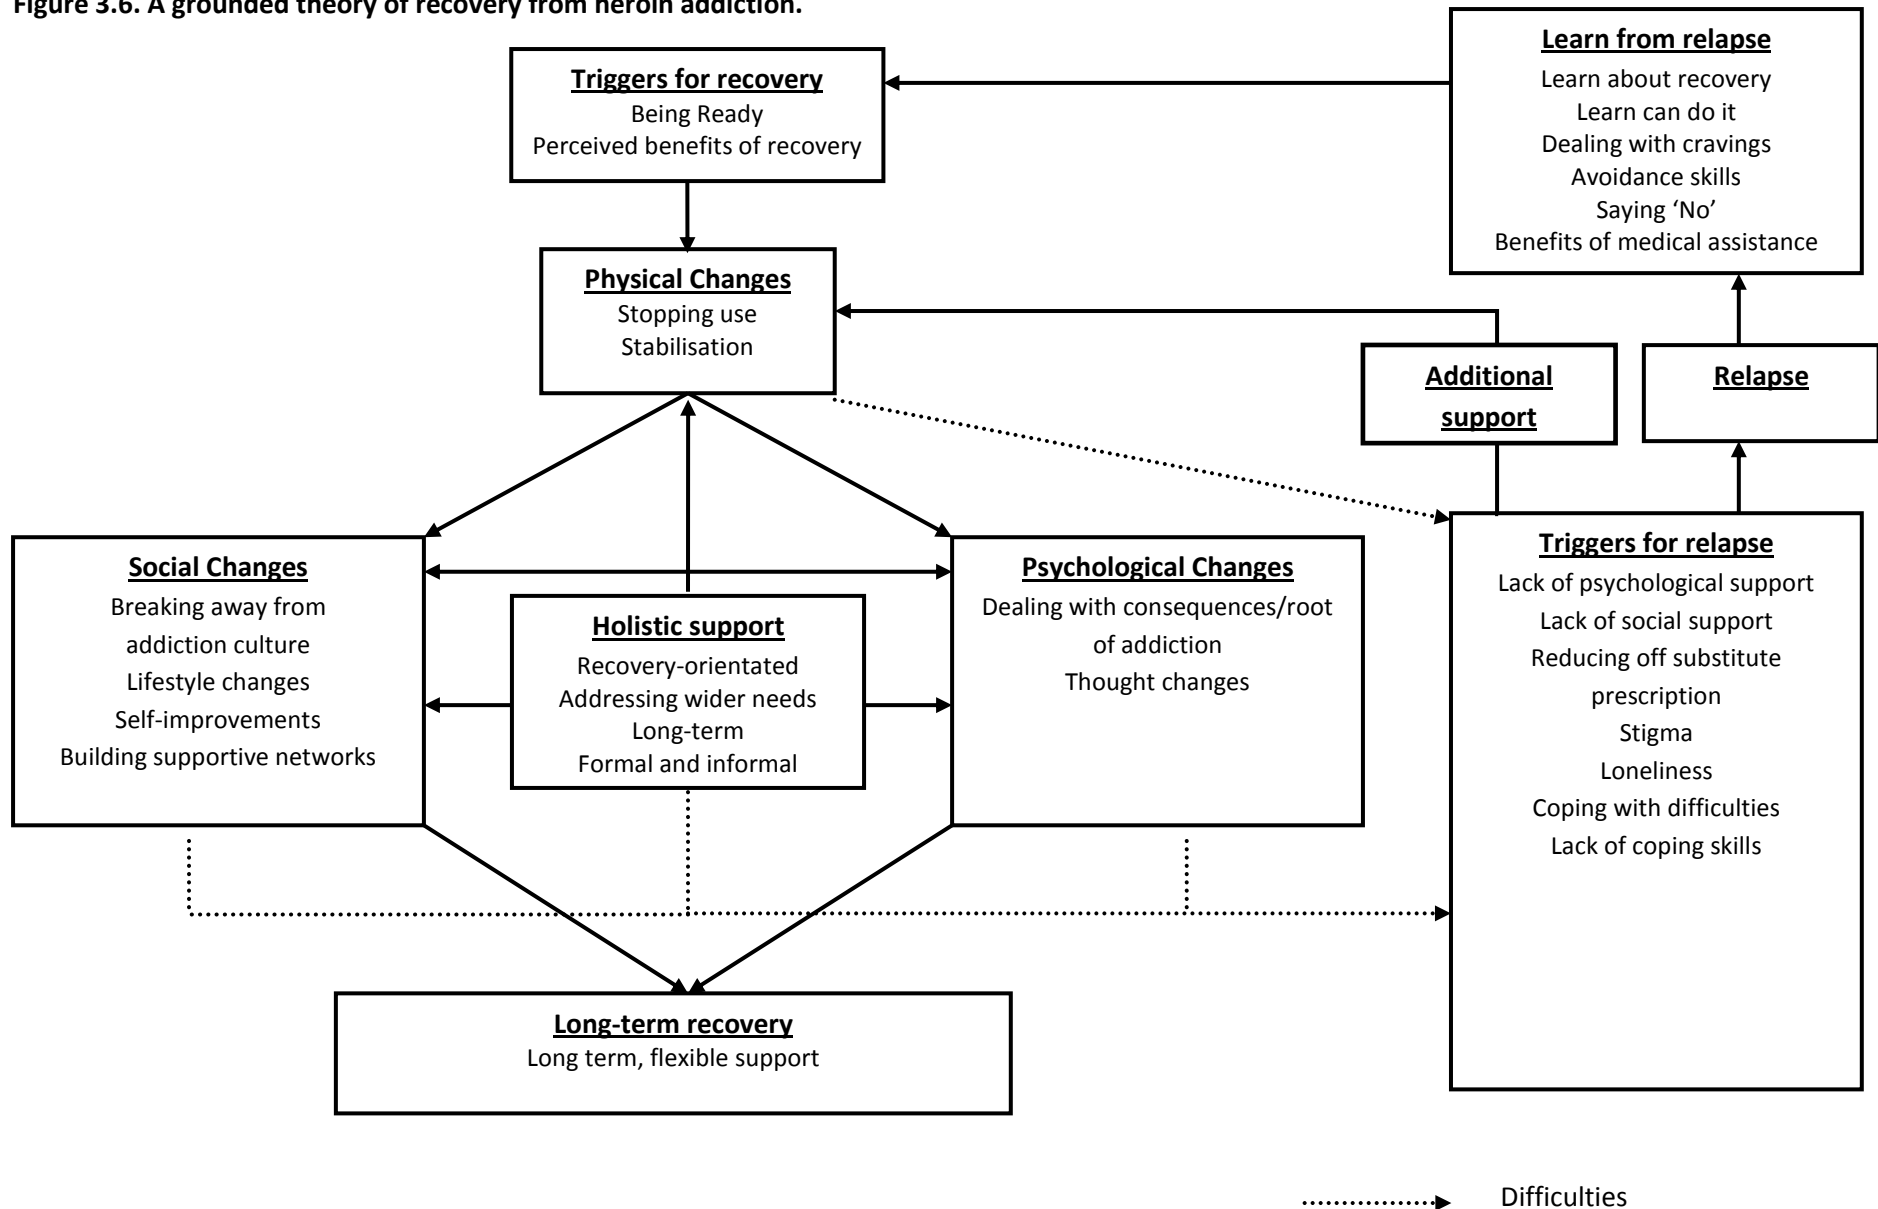 Figure 3.6. A grounded theory of recovery from heroin addiction.
Triggers for recovery
Being Ready
Perceived benefits of recovery
Learn from relapse
Learn about recovery
Learn can do it
Dealing with cravings
Avoidance skills
Saying ‘No’
Benefits of medical assistance
Physical Changes
Stopping use
Stabilisation
Additional
support
Relapse
Social Changes
Breaking away from
addiction culture
Lifestyle changes
Self-improvements
Building supportive networks
Holistic support
Recovery-orientated
Addressing wider needs
Long-term
Formal and informal
Psychological Changes
Dealing with consequences/root
of addiction
Thought changes
Triggers for relapse
Lack of psychological support
Lack of social support
Reducing off substitute
prescription
Stigma
Loneliness
Coping with difficulties
Lack of coping skills
Long-term recovery
Long term, flexible support
Difficulties